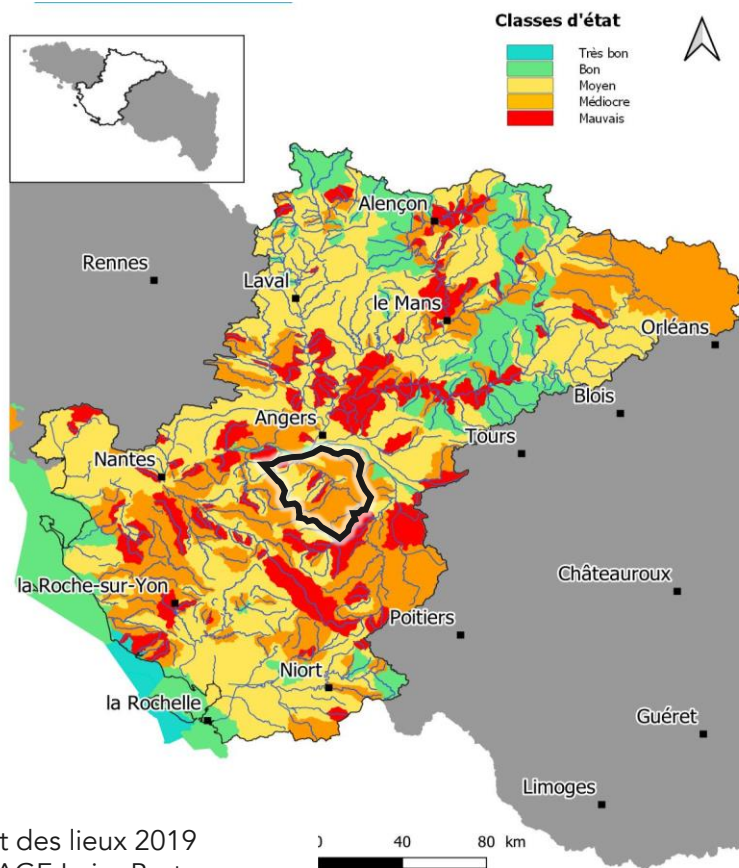 Classes d'état
Très bon
Bon
Moyen
Médiocre
Mauvais
Alençon
Rennes
Laval
le Mans
Orléans
Blois
Angers
Tours
Nantes
Châteauroux
la Roche-sur-Yon
Poitiers
Niort
la Rochelle
Guéret
Limoges
t des lieux 2019
40 80 km